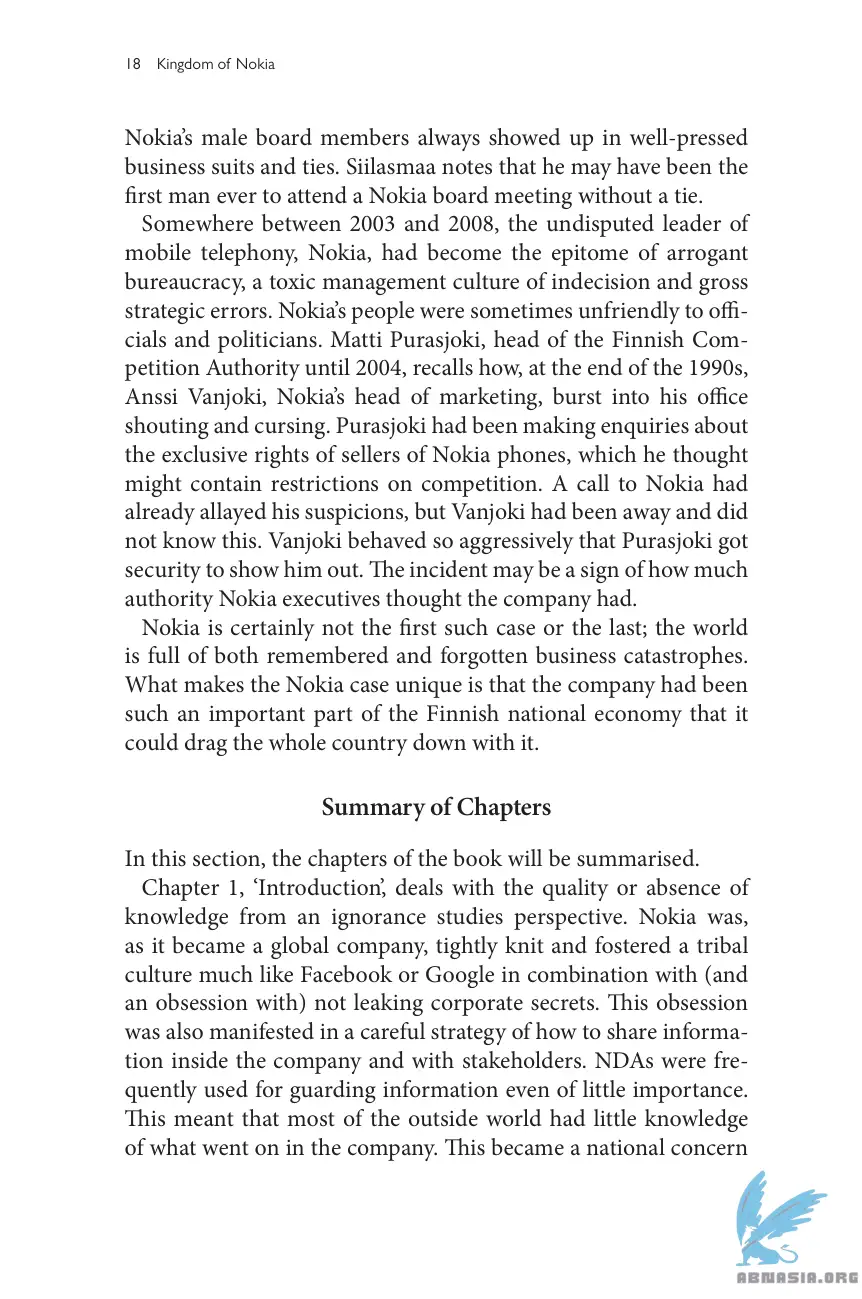 18 Kingdom of Nokia
Nokia’s male board members always showed up in well-pressed
business suits and ties. Siilasmaa notes that he may have been the
first man ever to attend a Nokia board meeting without a tie.
Somewhere between 2003 and 2008, the undisputed leader of
mobile telephony, Nokia, had become the epitome of arrogant
bureaucracy, a toxic management culture of indecision and gross
strategic errors. Nokia’s people were sometimes unfriendly to offi-
cials and politicians. Matti Purasjoki, head of the Finnish Com-
petition Authority until 2004, recalls how, at the end of the 1990s,
Anssi Vanjoki, Nokia’s head of marketing, burst into his office
shouting and cursing. Purasjoki had been making enquiries about
the exclusive rights of sellers of Nokia phones, which he thought
might contain restrictions on competition. A call to Nokia had
already allayed his suspicions, but Vanjoki had been away and did
not know this. Vanjoki behaved so aggressively that Purasjoki got
security to show him out. The incident may be a sign of how much
authority Nokia executives thought the company had.
Nokia is certainly not the first such case or the last; the world
is full of both remembered and forgotten business catastrophes.
What makes the Nokia case unique is that the company had been
such an important part of the Finnish national economy that it
could drag the whole country down with it.
Summary of Chapters
In this section, the chapters of the book will be summarised.
Chapter 1, ‘Introduction’, deals with the quality or absence of
knowledge from an ignorance studies perspective. Nokia was,
as it became a global company, tightly knit and fostered a tribal
culture much like Facebook or Google in combination with (and
an obsession with) not leaking corporate secrets. This obsession
was also manifested in a careful strategy of how to share informa-
tion inside the company and with stakeholders. NDAs were fre-
quently used for guarding information even of little importance.
This meant that most of the outside world had little knowledge
of what went on in the company. This became a national concern
ABNASIA.ORG